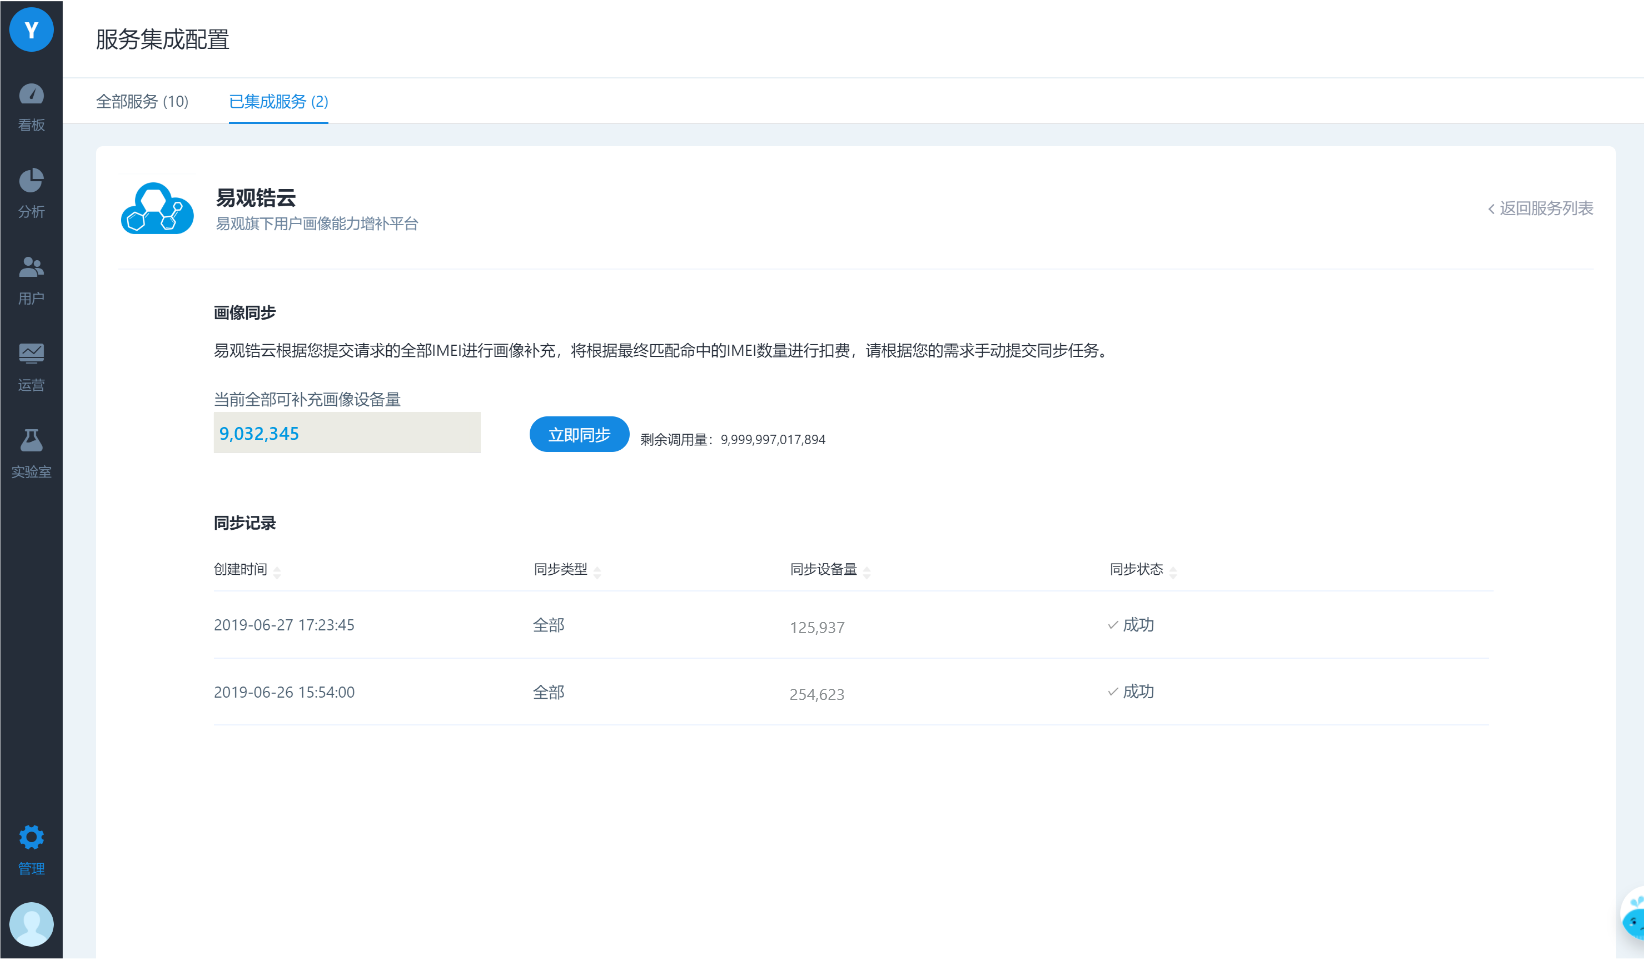 Y
服务集成配置
看板
分析
用户
运营
实验室
管理
全部服务 (10)
已集成服务 (2)
易观锆云
易观旗下用户画像能力增补平台
返回服务列表
画像同步
易观锆云根据您提交请求的全部IMEI进行画像补充，将根据最终匹配命中的IMEI数量进行扣费，请根据您的需求手动提交同步任务。
当前全部可补充画像设备量
9,032,345
立即同步
剩余调用量：9,999,997,017,894
同步记录
创建时间 同步类型 同步设备量 同步状态
2019-06-27 17:23:45 全部 125,937 成功
2019-06-26 15:54:00 全部 254,623 成功